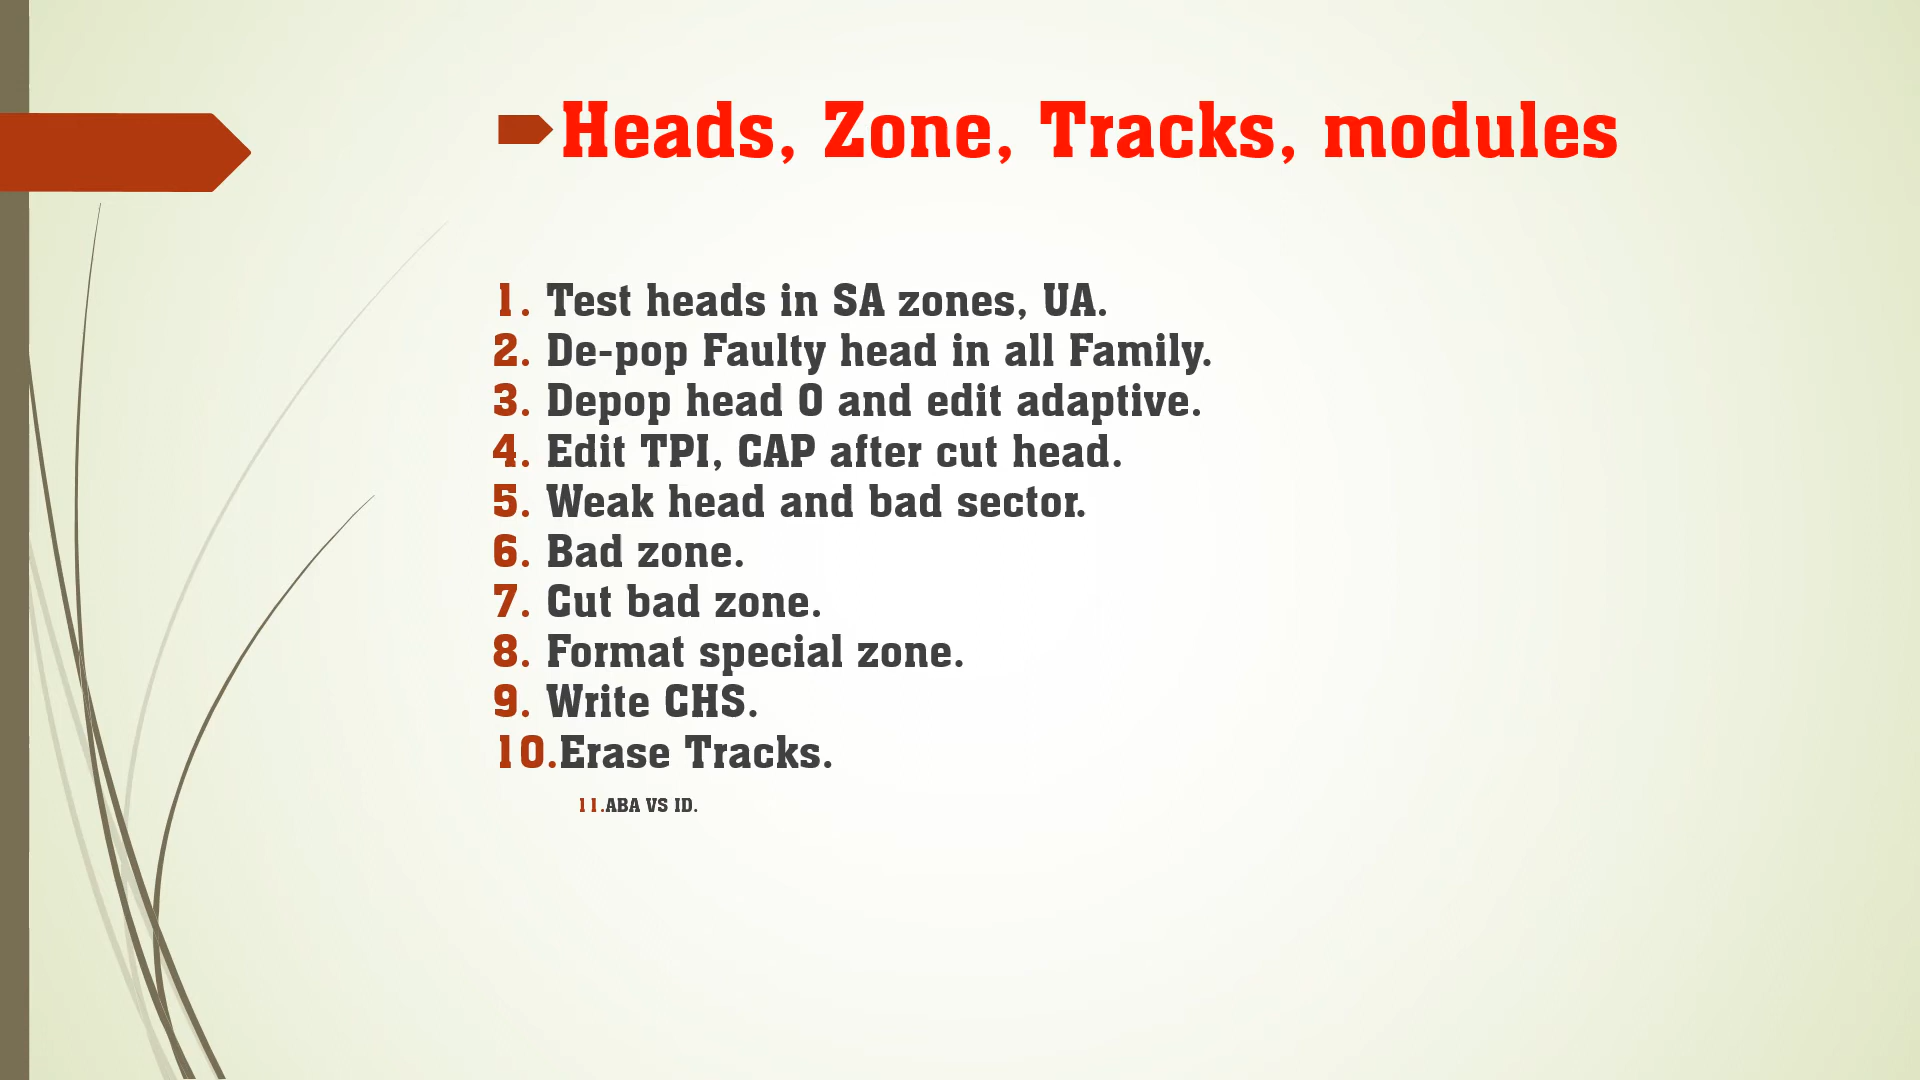 Heads, Zone, Tracks, modules
1. Test heads in SA zones, UA.
2. De-pop Faulty head in all Family.
3. Depop head 0 and edit adaptive.
4. Edit TPI, CAP after cut head.
5. Weak head and bad sector.
6. Bad zone.
7. Cut bad zone.
8. Format special zone.
9. Write CHS.
10.Erase Tracks.
11.ABA VS ID.